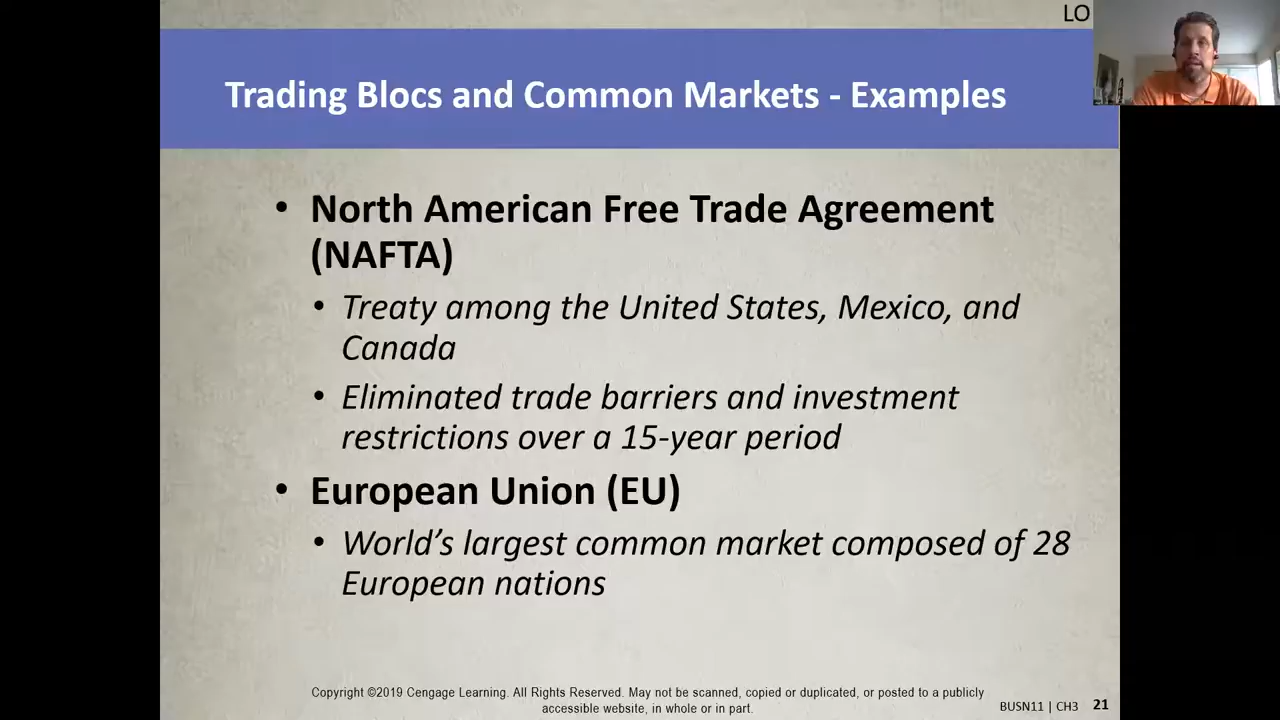 LO
Trading Blocs and Common Markets - Examples
• North American Free Trade Agreement
(NAFTA)
• Treaty among the United States, Mexico, and
Canada
• Eliminated trade barriers and investment
restrictions over a 15-year period
• European Union (EU)
• World’s largest common market composed of 28
European nations
Copyright ©2019 Cengage Learning. All Rights Reserved. May not be scanned, copied or duplicated, or posted to a publicly
accessible website, in whole or in part.
BUSN11 | CH3 21